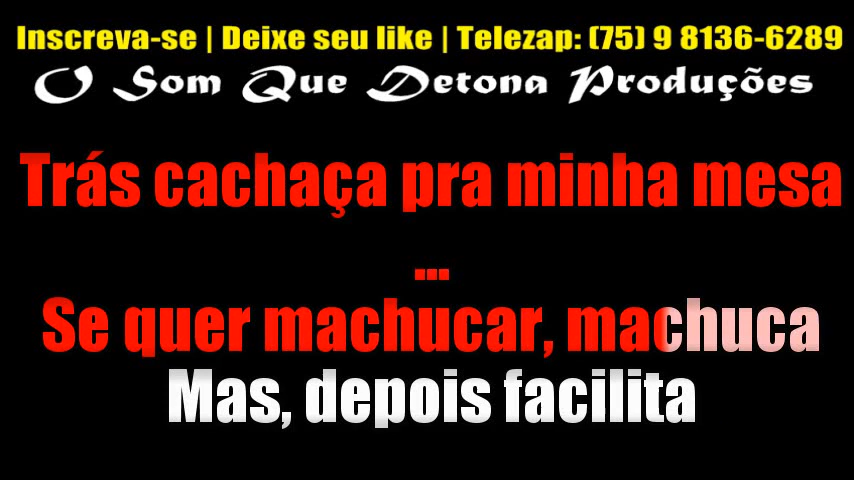 Inscreva-se | Deixe seu like | Telezap: (75) 9 8136-6289
O Som Que Detona Produções
Trás cachaça pra minha mesa
...
Se quer machucar, machuca
Mas, depois facilita